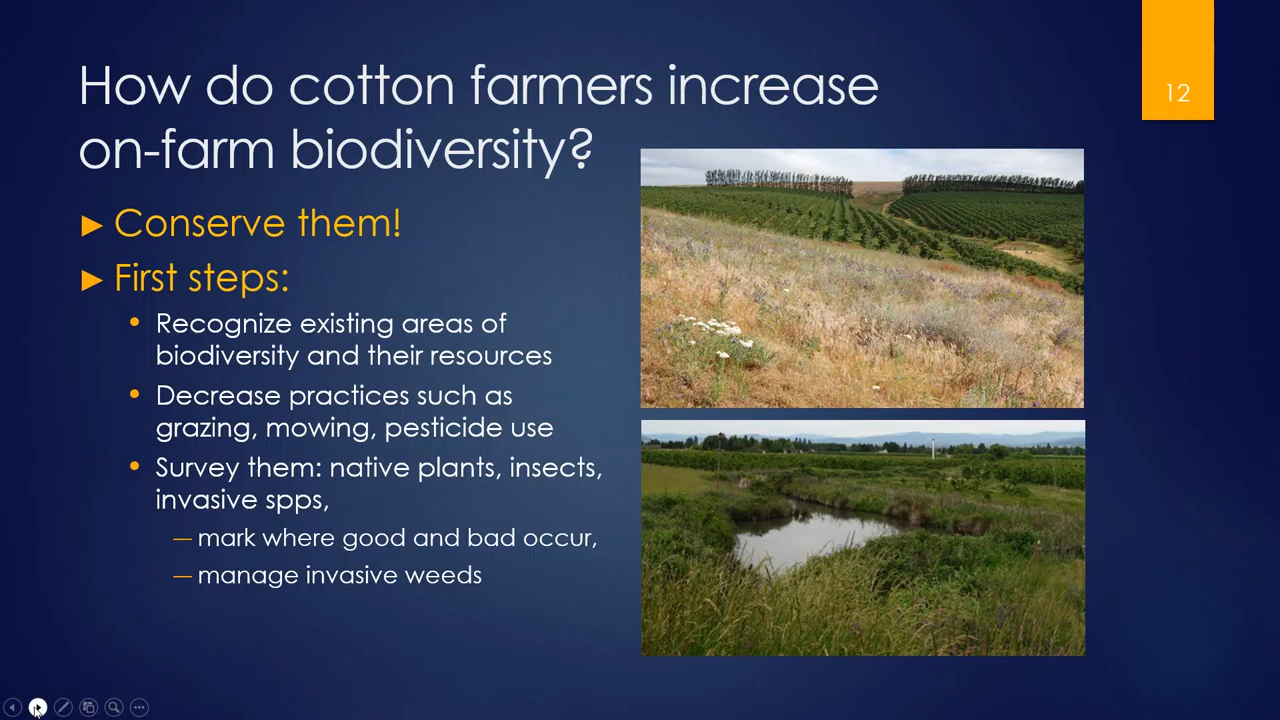 How do cotton farmers increase
on-farm biodiversity?
12
► Conserve them!
► First steps:
• Recognize existing areas of
biodiversity and their resources
• Decrease practices such as
grazing, mowing, pesticide use
• Survey them: native plants, insects,
invasive spps,
— mark where good and bad occur,
— manage invasive weeds